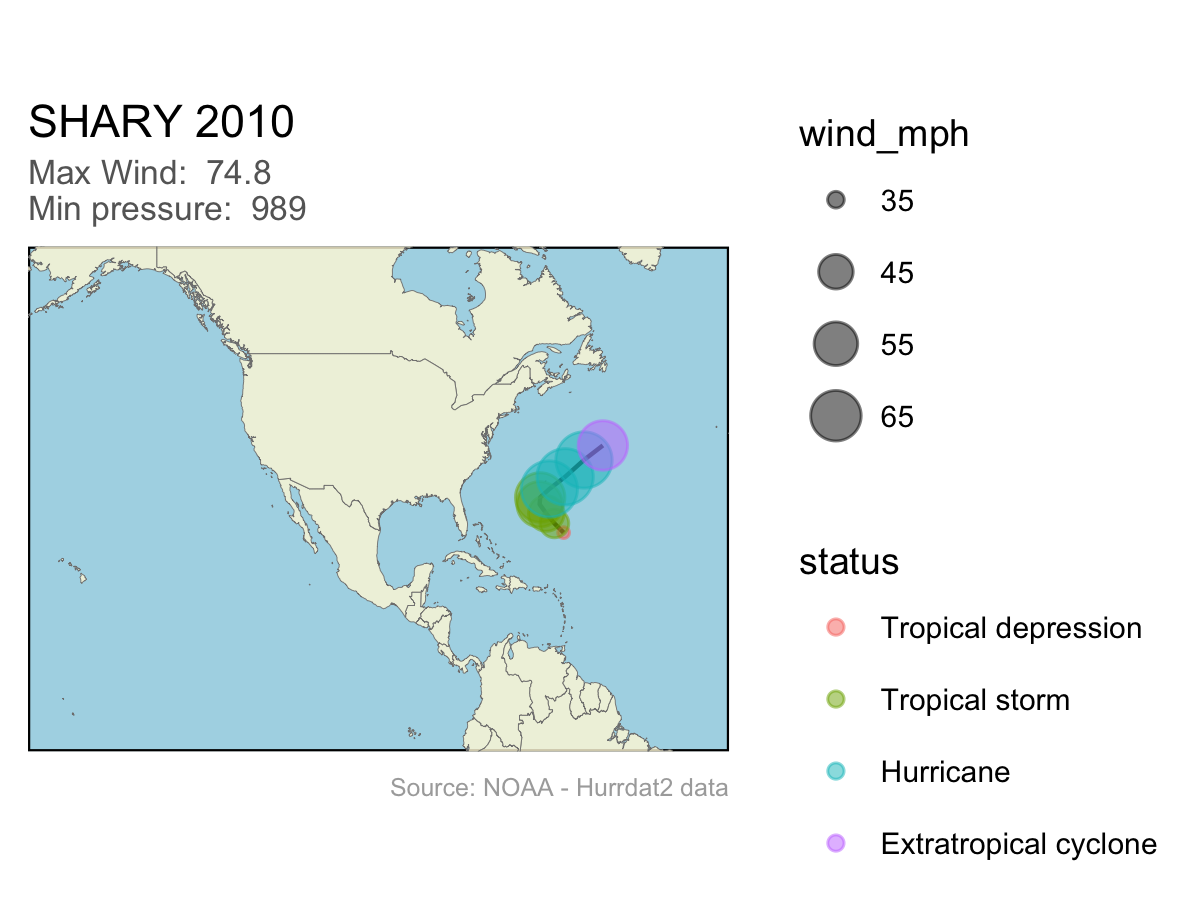 SHARY 2010
Max Wind:  74.8
Min pressure:  989
wind_mph
35
45
55
65
status
Tropical depression
Tropical storm
Hurricane
Extratropical cyclone
Source: NOAA - Hurrdat2 data